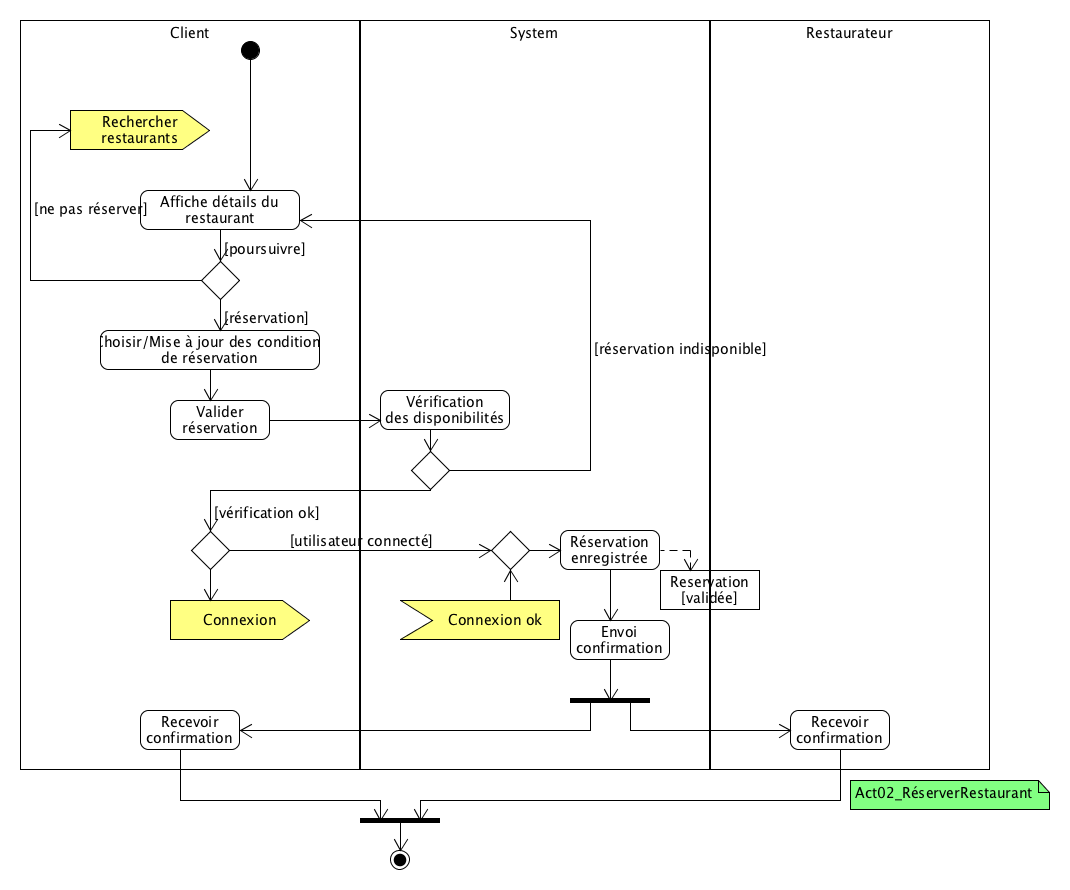 Client
System
Restaurateur
Rechercher
restaurants
Affiche détails du
restaurant
[ne pas réserver]
[poursuivre]
[réservation]
hoisir/Mise à jour des condition
de réservation
[réservation indisponible]
Valider
réservation
Vérification
des disponibilités
[vérification ok]
[utilisateur connecté]
Réservation
enregistrée
Reservation
[validée]
Connexion
Connexion ok
Envoi
confirmation
Recevoir
confirmation
Recevoir
confirmation
Act02_RéserverRestaurant